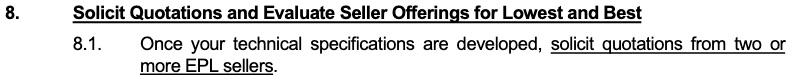 8. Solicit Quotations and Evaluate Seller Offerings for Lowest and Best
8.1. Once your technical specifications are developed, solicit quotations from two or
more EPL sellers.